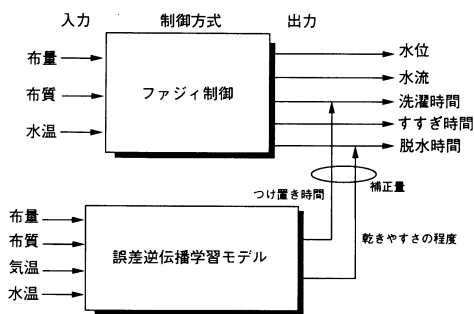 入力 制御方式 出力
布量
布質
水温
ファジィ制御
水位
水流
洗濯時間
すすぎ時間
脱水時間
つけ置き時間
補正量
乾きやすさの程度
布量
布質
気温
水温
誤差逆伝播学習モデル